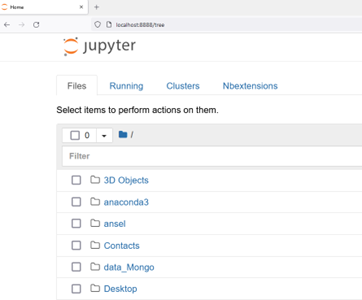 Home
localhost:8888/tree
jupyter
Files Running Clusters Nbextensions
Select items to perform actions on them.
0 /
Filter
3D Objects
anaconda3
ansel
Contacts
data_Mongo
Desktop